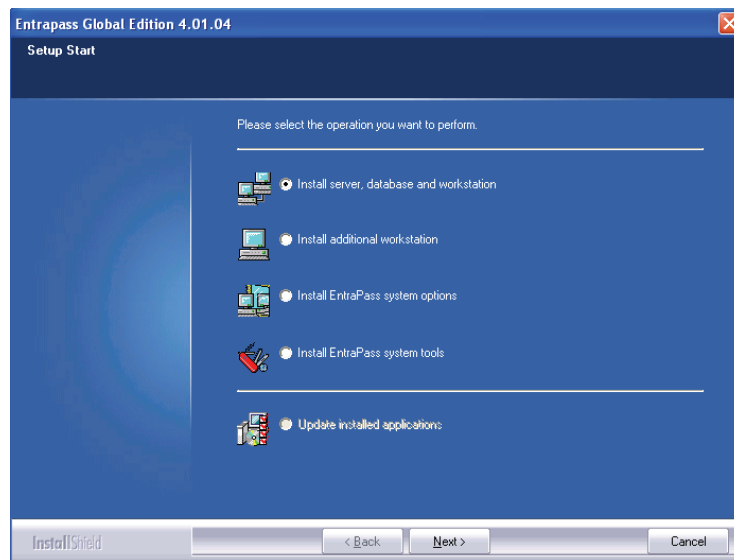 Entrapass Global Edition 4.01.04
Setup Start
Please select the operation you want to perform.
Install server, database and workstation
Install additional workstation
Install EntraPass system options
Install EntraPass system tools
Update installed applications
InstallShield
< Back
Next >
Cancel